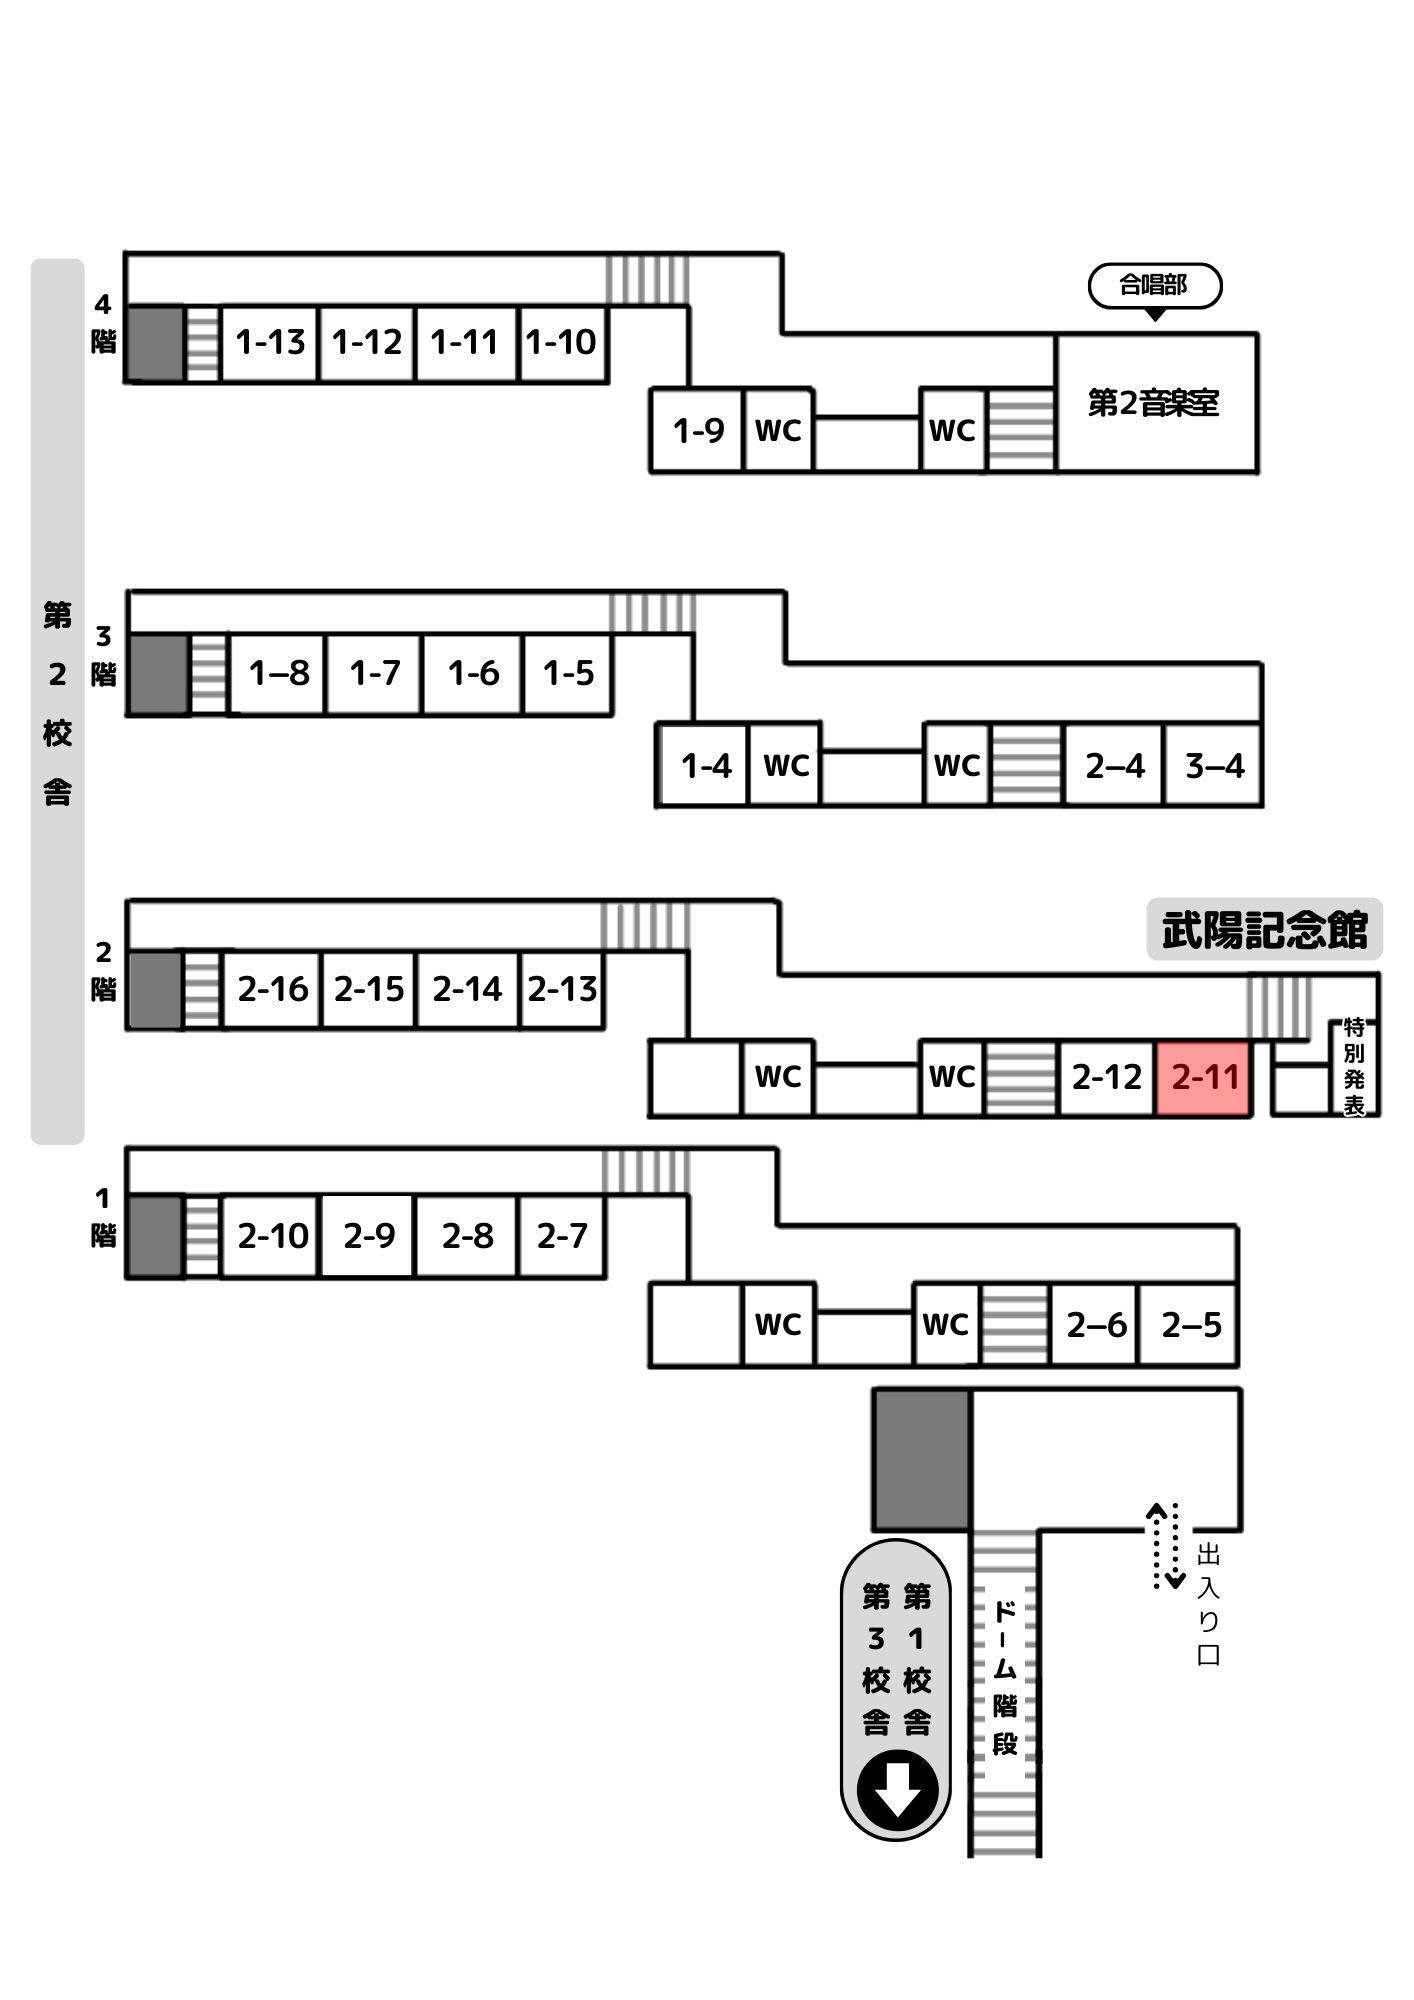 合唱部
4階
1-13 1-12 1-11 1-10
1-9 WC WC 第2音楽室
第2校舎
3階
1–8 1-7 1-6 1-5
1-4 WC WC 2–4 3–4
武陽記念館
2階
2-16 2-15 2-14 2-13
WC WC 2-12 2-11
特別発表
1階
2-10 2-9 2-8 2-7
WC WC 2–6 2–5
出入り口
ドーム階段
第1校舎
第3校舎